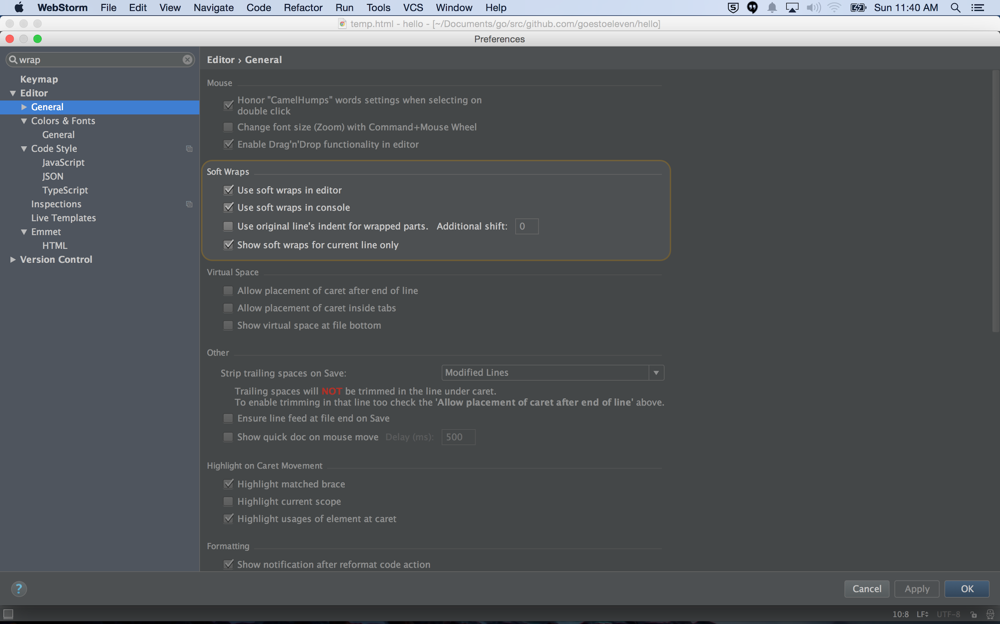 WebStorm File Edit View Navigate Code Refactor Run Tools VCS Window Help Sun 11:40 AM
temp.html - hello - [~/Documents/go/src/github.com/goestoeleven/hello]
Preferences
wrap
Keymap
Editor
General
Colors & Fonts
General
Code Style
JavaScript
JSON
TypeScript
Inspections
Live Templates
Emmet
HTML
Version Control
Editor › General
Mouse
Honor "CamelHumps" words settings when selecting on
double click
Change font size (Zoom) with Command+Mouse Wheel
Enable Drag'n'Drop functionality in editor
Soft Wraps
Use soft wraps in editor
Use soft wraps in console
Use original line's indent for wrapped parts. Additional shift: 0
Show soft wraps for current line only
Virtual Space
Allow placement of caret after end of line
Allow placement of caret inside tabs
Show virtual space at file bottom
Other
Strip trailing spaces on Save: Modified Lines
Trailing spaces will NOT be trimmed in the line under caret.
To enable trimming in that line too check the 'Allow placement of caret after end of line' above.
Ensure line feed at file end on Save
Show quick doc on mouse move Delay (ms): 500
Highlight on Caret Movement
Highlight matched brace
Highlight current scope
Highlight usages of element at caret
Formatting
Show notification after reformat code action
? Cancel Apply OK
10:8 LF UTF-8